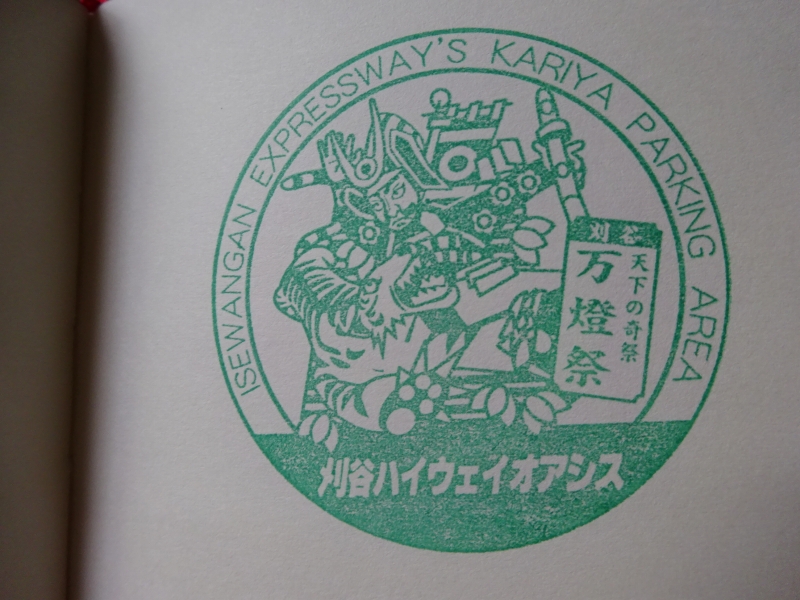 ISEWANGAN EXPRESSWAY'S KARIYA PARKING AREA
刈谷
天下の奇祭
万燈祭
刈谷ハイウェイオアシス